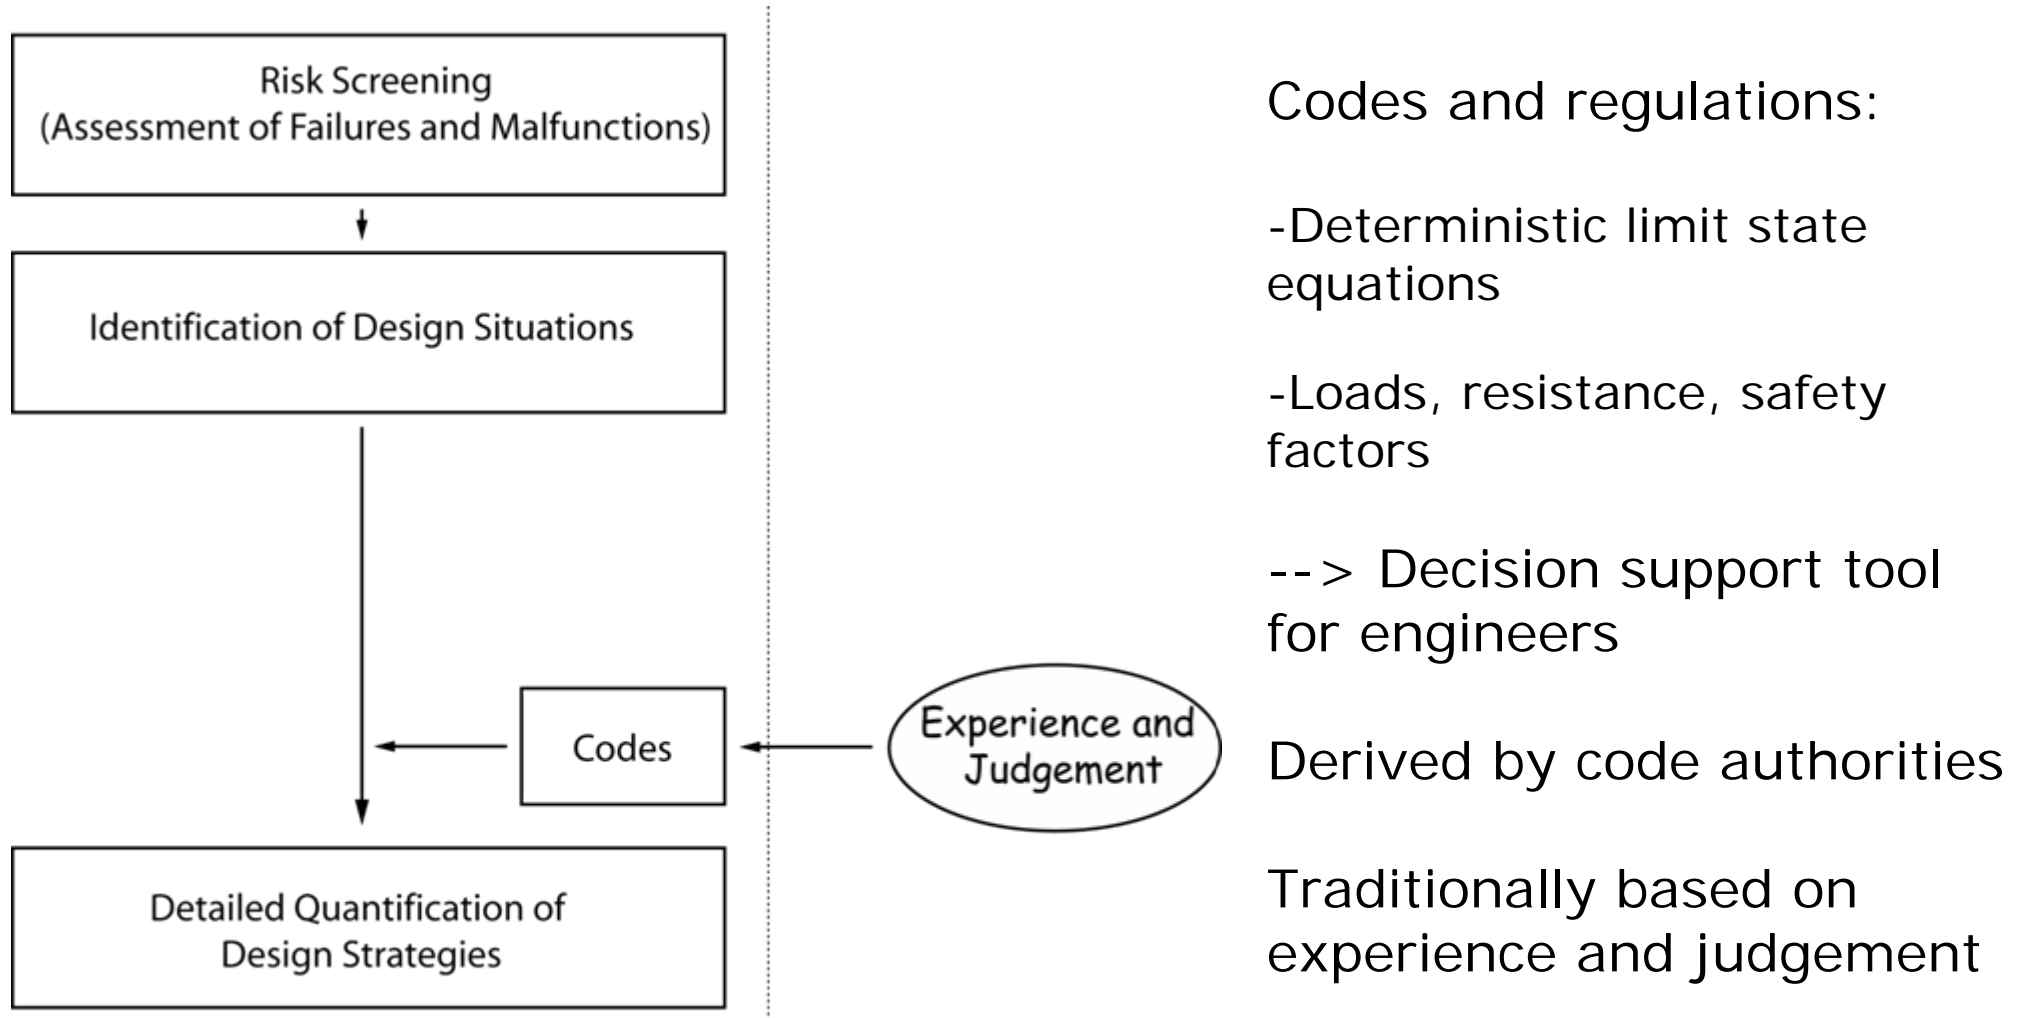 Risk Screening
(Assessment of Failures and Malfunctions)
Identification of Design Situations
Codes
Experience and
Judgement
Detailed Quantification of
Design Strategies
Codes and regulations:
-Deterministic limit state
equations
-Loads, resistance, safety
factors
--> Decision support tool
for engineers
Derived by code authorities
Traditionally based on
experience and judgement